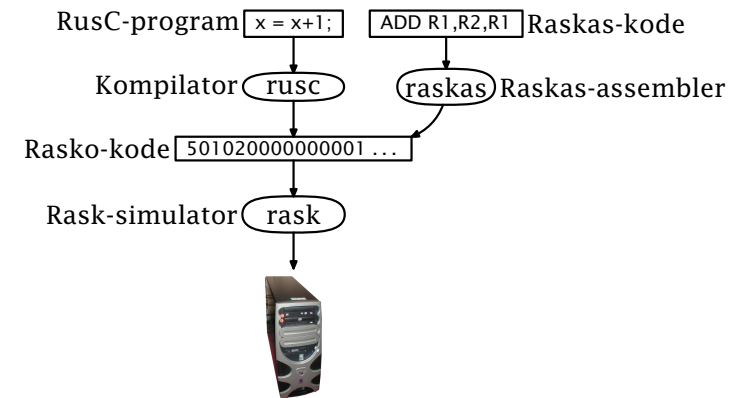 RusC-program x = x+1; ADD R1,R2,R1 Raskas-kode
Kompilator rusc raskas Raskas-assembler
Rasko-kode 501020000000001 ...
Rask-simulator rask